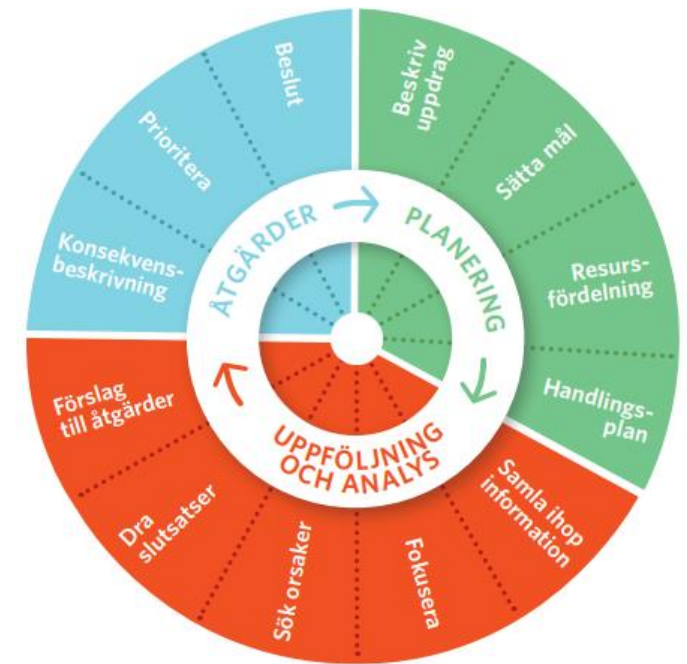 Beskriv
uppdrag
Sätta mål
Resurs-
fördelning
Handlings-
plan
Samla ihop
information
Fokusera
Sök orsaker
Dra
slutsatser
Förslag
till åtgärder
Konsekvens-
beskrivning
Prioritera
Beslut
ÅTGÄRDER
PLANERING
UPPFÖLJNING
OCH ANALYS